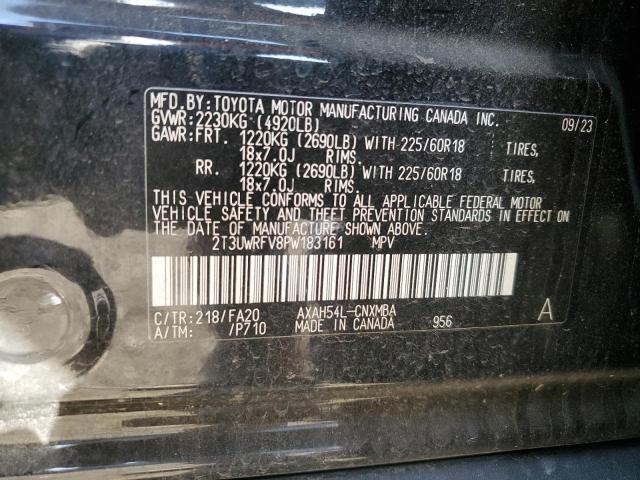 MFD.BY:TOYOTA MOTOR MANUFACTURING CANADA INC. 09/23
GVWR:2230KG (4920LB)
GAWR:FRT. 1220KG (2690LB) WITH 225/60R18 TIRES,
18x7.0J RIMS.
RR. 1220KG (2690LB) WITH 225/60R18 TIRES,
18x7.0J RIMS.
THIS VEHICLE CONFORMS TO ALL APPLICABLE FEDERAL MOTOR
VEHICLE SAFETY AND THEFT PREVENTION STANDARDS IN EFFECT ON
THE DATE OF MANUFACTURE SHOWN ABOVE.
2T3UWRFV8PW183161 MPV
C/TR:218/FA20 AXAH54L-CNXMBA A
A/TM: /P710 MADE IN CANADA 956